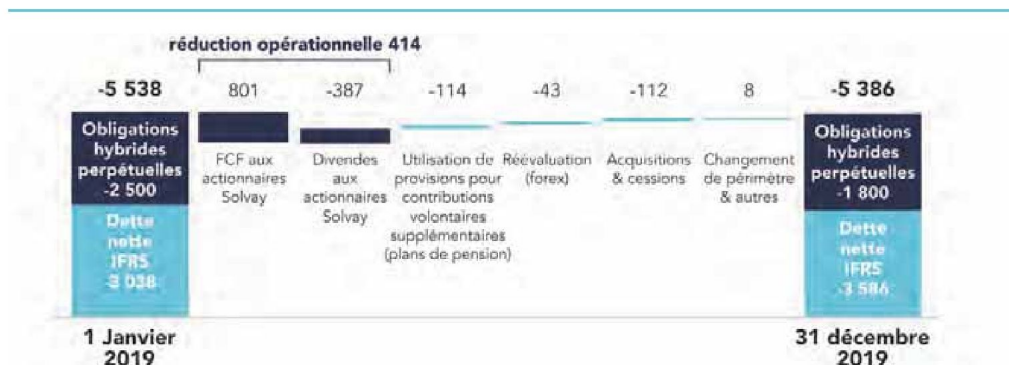 réduction opérationnelle 414
-5 538
801
-387
-114
-43
-112
8
-5 386
Obligations
hybrides
perpétuelles
-2 500
Dette
nette
IFRS
-3 038
FCF aux
actionnaires
Solvay
Divendes
aux
actionnaires
Solvay
Utilisation de
provisions pour
contributions
volontaires
supplémentaires
(plans de pension)
Réévaluation
(forex)
Acquisitions
& cessions
Changement
de périmètre
& autres
Obligations
hybrides
perpétuelles
-1 800
Dette
nette
IFRS
-3 586
1 Janvier
2019
31 décembre
2019